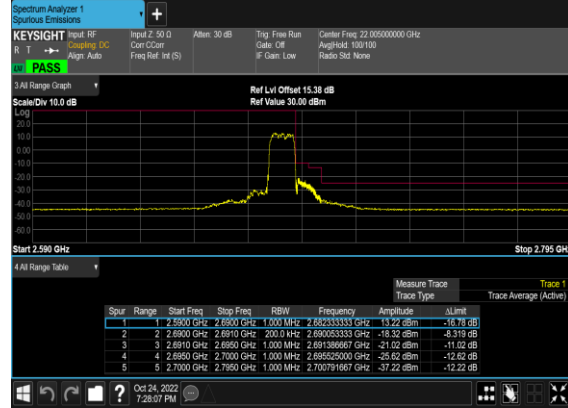 Spectrum Analyzer 1
Spurious Emissions
+
KEYSIGHT Input: RF Input Z: 50 Ω Atten: 30 dB Trig: Free Run Center Freq: 22.005000000 GHz
R T Coupling: DC Corr CCorr Gate: Off Avg|Hold: 100/100
Align: Auto Freq Ref: Int (S) IF Gain: Low Radio Std: None
PASS
3 All Range Graph Ref Lvl Offset 15.38 dB
Scale/Div 10.0 dB Ref Value 30.00 dBm
Log
20.0
10.0
0.00
-10.0
-20.0
-30.0
-40.0
-50.0
-60.0
Start 2.590 GHz Stop 2.795 GH
4 All Range Table
Measure Trace Trace 1
Trace Type Trace Average (Active)
Spur Range Start Freq Stop Freq RBW Frequency Amplitude ΔLimit
1 1 2.5900 GHz 2.6900 GHz 1.000 MHz 2.682333333 GHz 13.22 dBm -16.78 dB
2 2 2.6900 GHz 2.6910 GHz 200.0 kHz 2.690053333 GHz -18.32 dBm -8.319 dB
3 3 2.6910 GHz 2.6950 GHz 1.000 MHz 2.691386667 GHz -21.02 dBm -11.02 dB
4 4 2.6950 GHz 2.7000 GHz 1.000 MHz 2.695525000 GHz -25.62 dBm -12.62 dB
5 5 2.7000 GHz 2.7950 GHz 1.000 MHz 2.700791667 GHz -37.22 dBm -12.22 dB
? Oct 24, 2022
7:28:07 PM